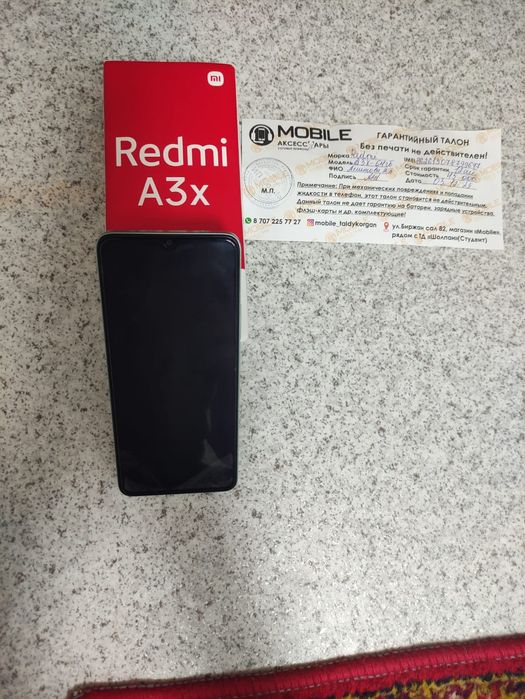 mi
Redmi
A3x
MOBILE
АКСЕССУАРЫ
ГАРАНТИЙНЫЙ ТАЛОН
Без печати не действителен!
Марка Redmi
Модель A3x
ФИО
Подпись
М.П.
IMEI
Срок гарантии
Стоимость
Дата
Примечание: При механических повреждениях и попадании
жидкости в телефон, этот талон становится не действительным.
Данный талон не дает гарантию на батареи, зарядные устройства,
флэш-карты и др. комплектующие!
8 707 225 77 27
mobile_taldykorgan
ул.Биржан сал 82, магазин «Mobile»,
рядом с ТД «Шолпан»(Студент)